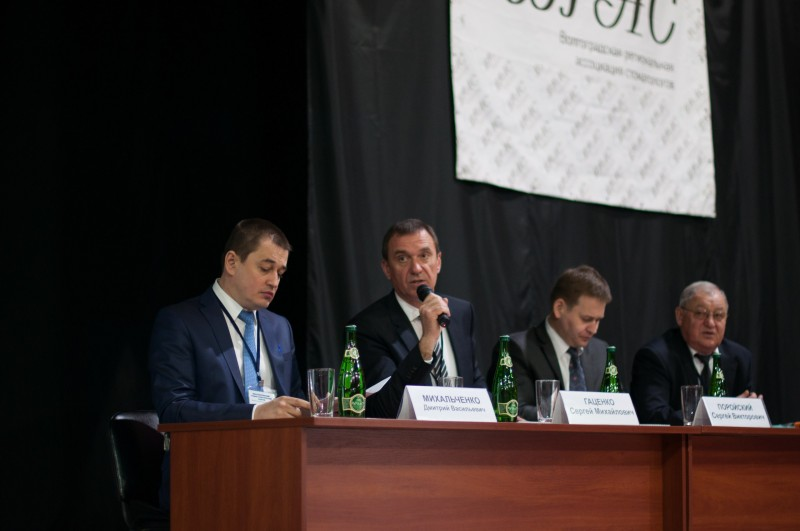 Волгоградская региональная
ассоциация стоматологов
МИХАЛЬЧЕНКО
Дмитрий Васильевич
ГАЦЕНКО
Сергей Михайлович
ПОРОЙСКИЙ
Сергей Викторович